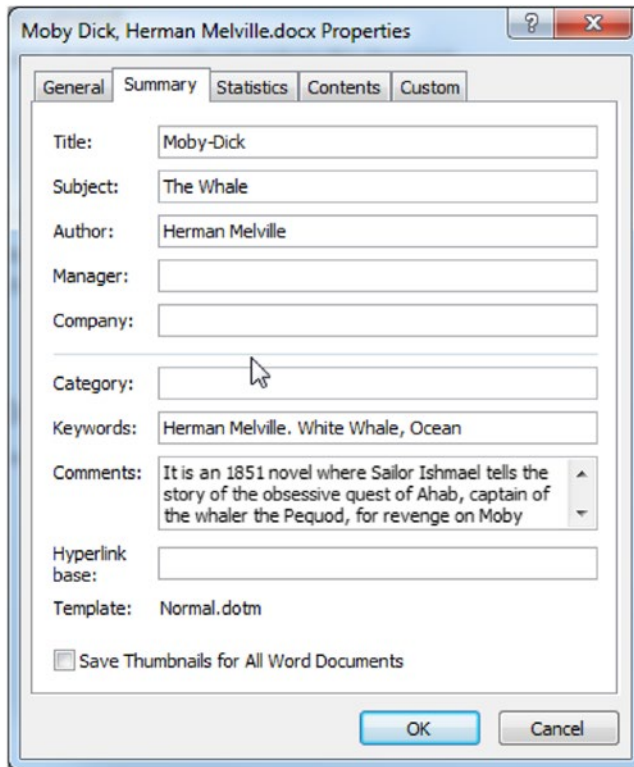 Moby Dick, Herman Melville.docx Properties
General Summary Statistics Contents Custom
Title: Moby-Dick
Subject: The Whale
Author: Herman Melville
Manager:
Company:
Category:
Keywords: Herman Melville. White Whale, Ocean
Comments: It is an 1851 novel where Sailor Ishmael tells the
story of the obsessive quest of Ahab, captain of
the whaler the Pequod, for revenge on Moby
Hyperlink
base:
Template: Normal.dotm
Save Thumbnails for All Word Documents
OK Cancel